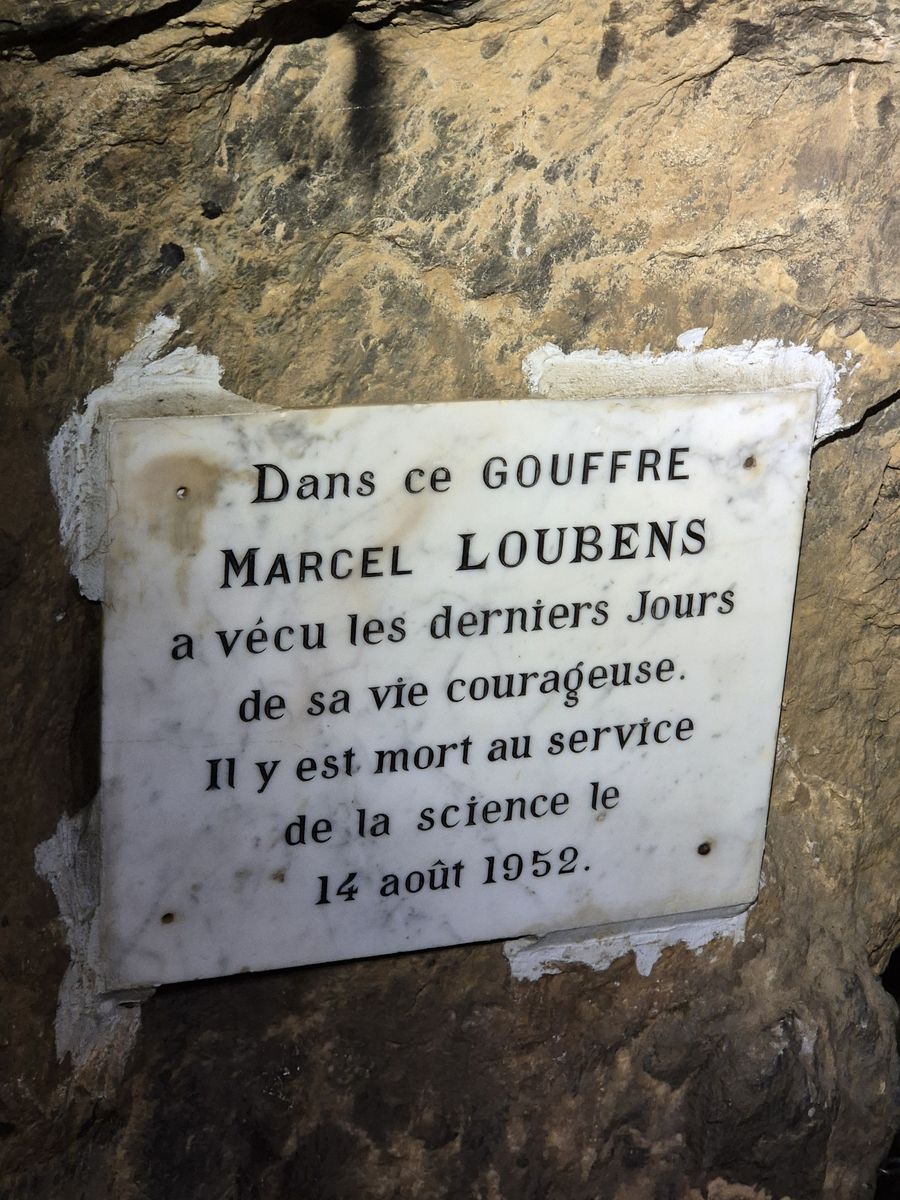 Dans ce GOUFFRE
MARCEL LOUBENS
a vécu les derniers Jours
de sa vie courageuse.
Il y est mort au service
de la science le
14 août 1952.